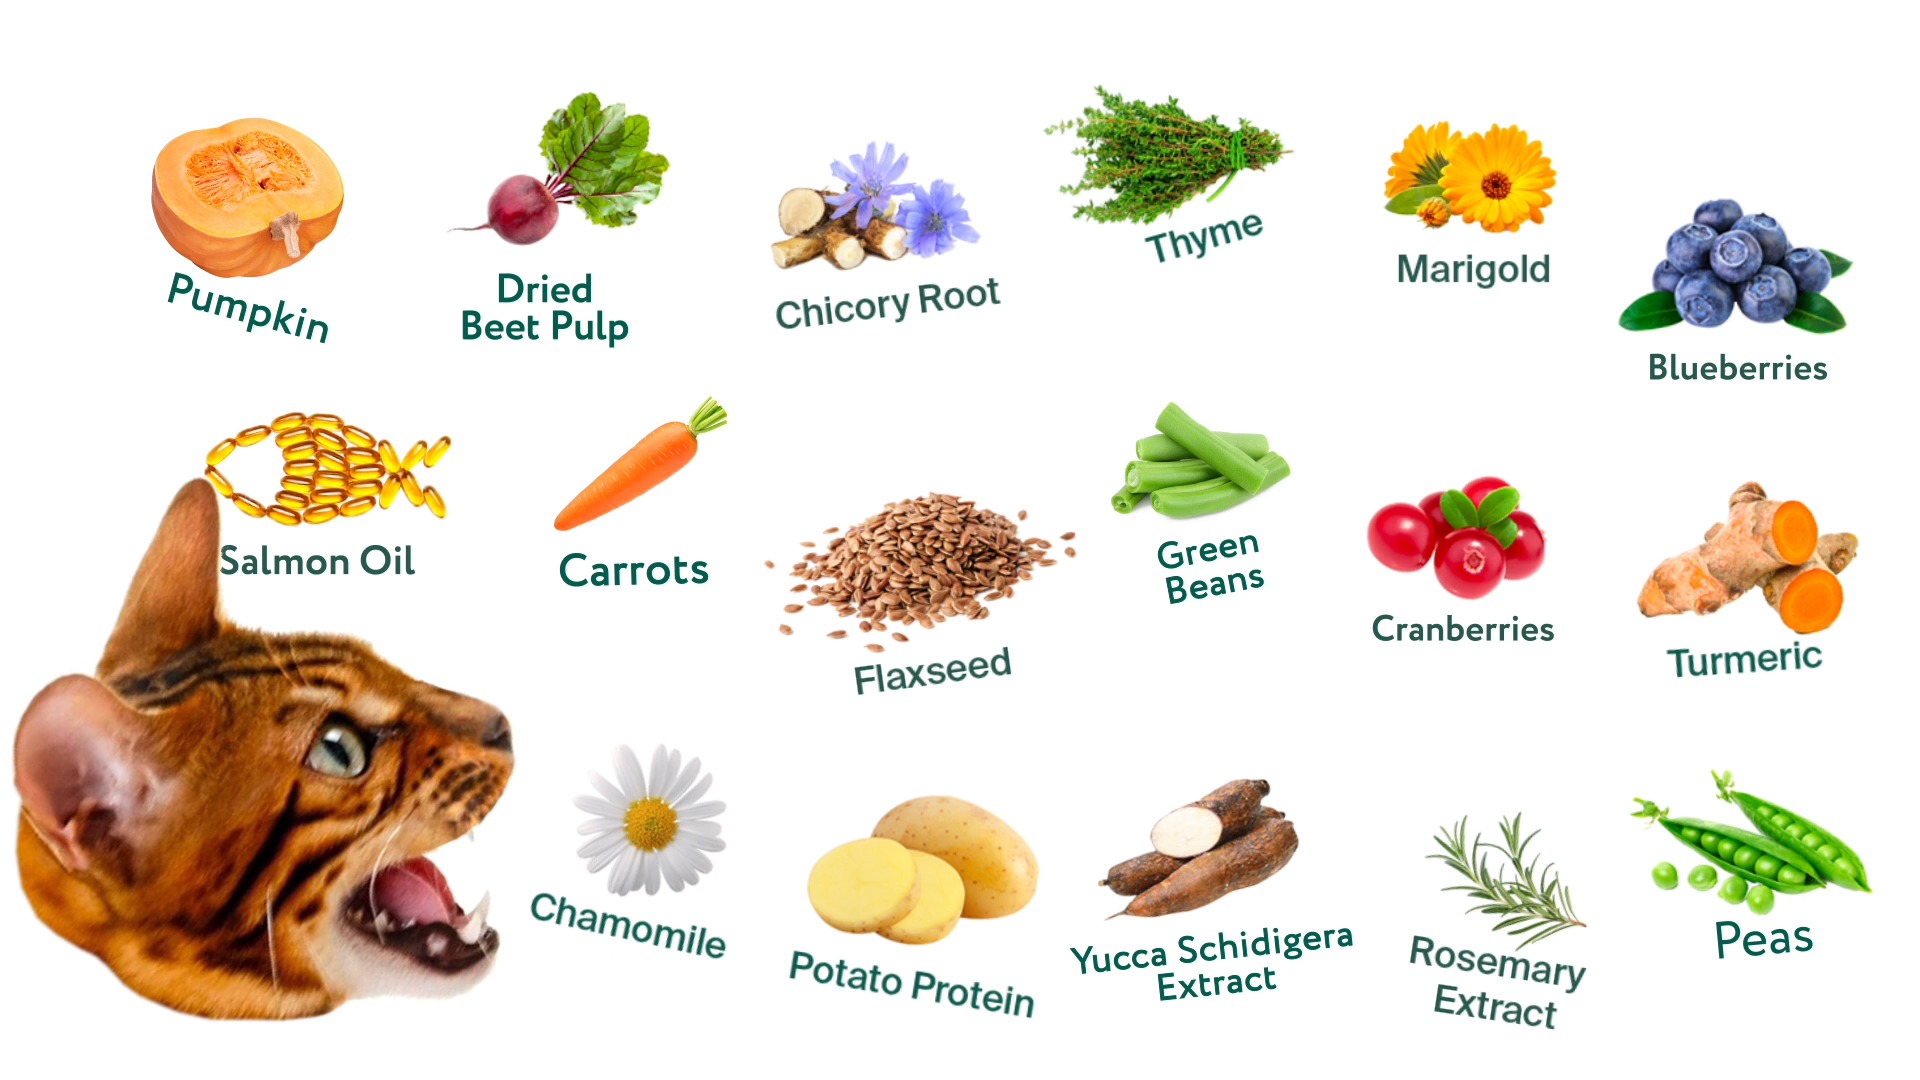 Pumpkin
Dried
Beet Pulp
Chicory Root
Thyme
Marigold
Blueberries
Salmon Oil
Carrots
Flaxseed
Green
Beans
Cranberries
Turmeric
Chamomile
Potato Protein
Yucca Schidigera
Extract
Rosemary
Extract
Peas